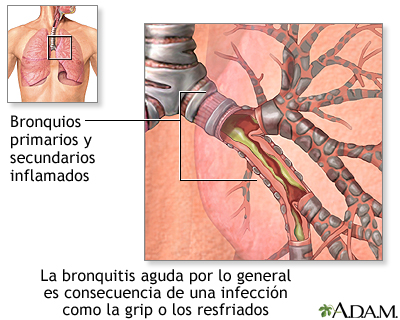 Bronquios
primarios y
secundarios
inflamados
La bronquitis aguda por lo general
es consecuencia de una infección
como la grip o los resfriados
ADAM.